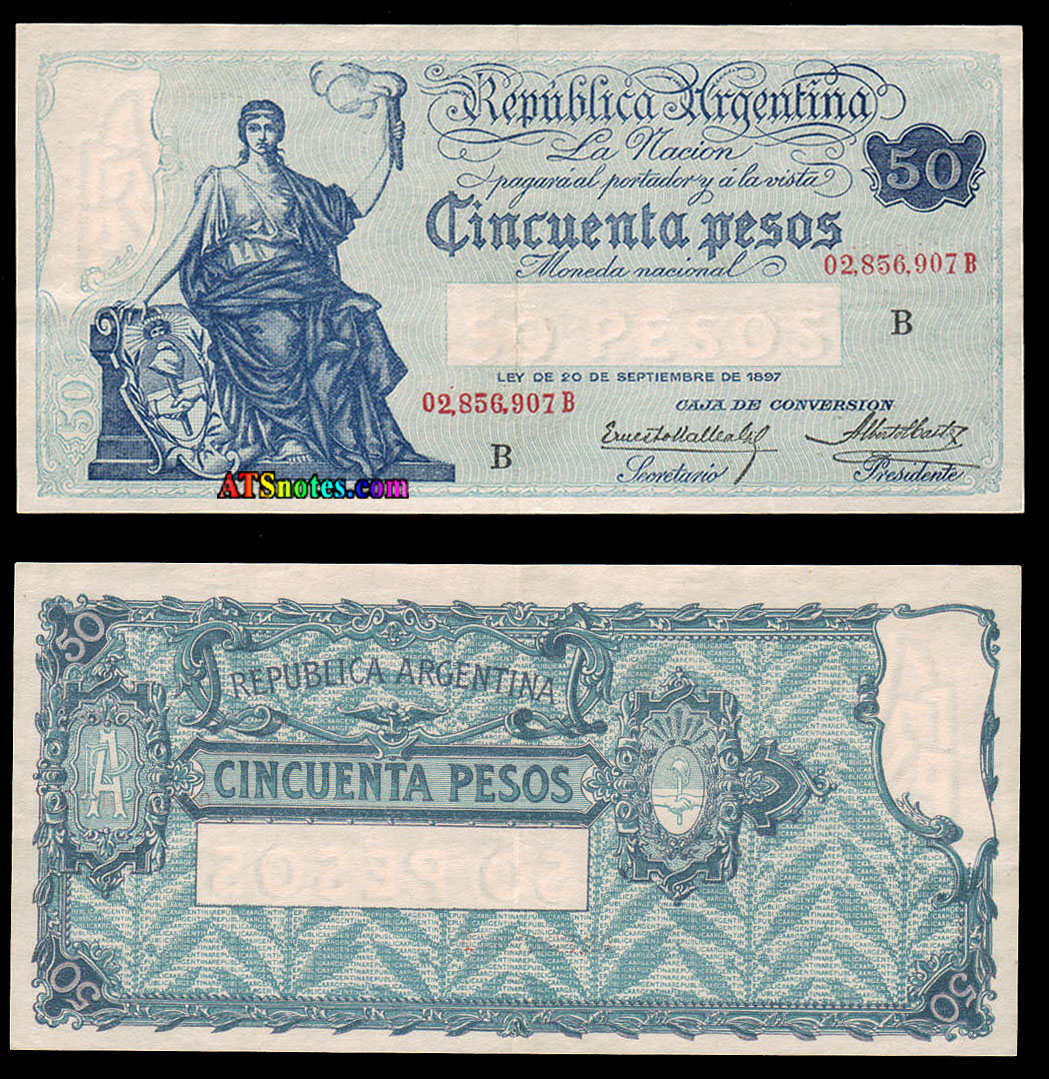 República Argentina
La Nacion
pagará al portador y á la vista
50
Cincuenta pesos
Moneda nacional
02,856,907 B
B
50 PESOS
LEY DE 20 DE SEPTIEMBRE DE 1897
02,856,907 B
CAJA DE CONVERSION
B
Secretario
Presidente
50
ATSnotes.com
50
REPUBLICA ARGENTINA
CINCUENTA PESOS
50 PESOS
50
50